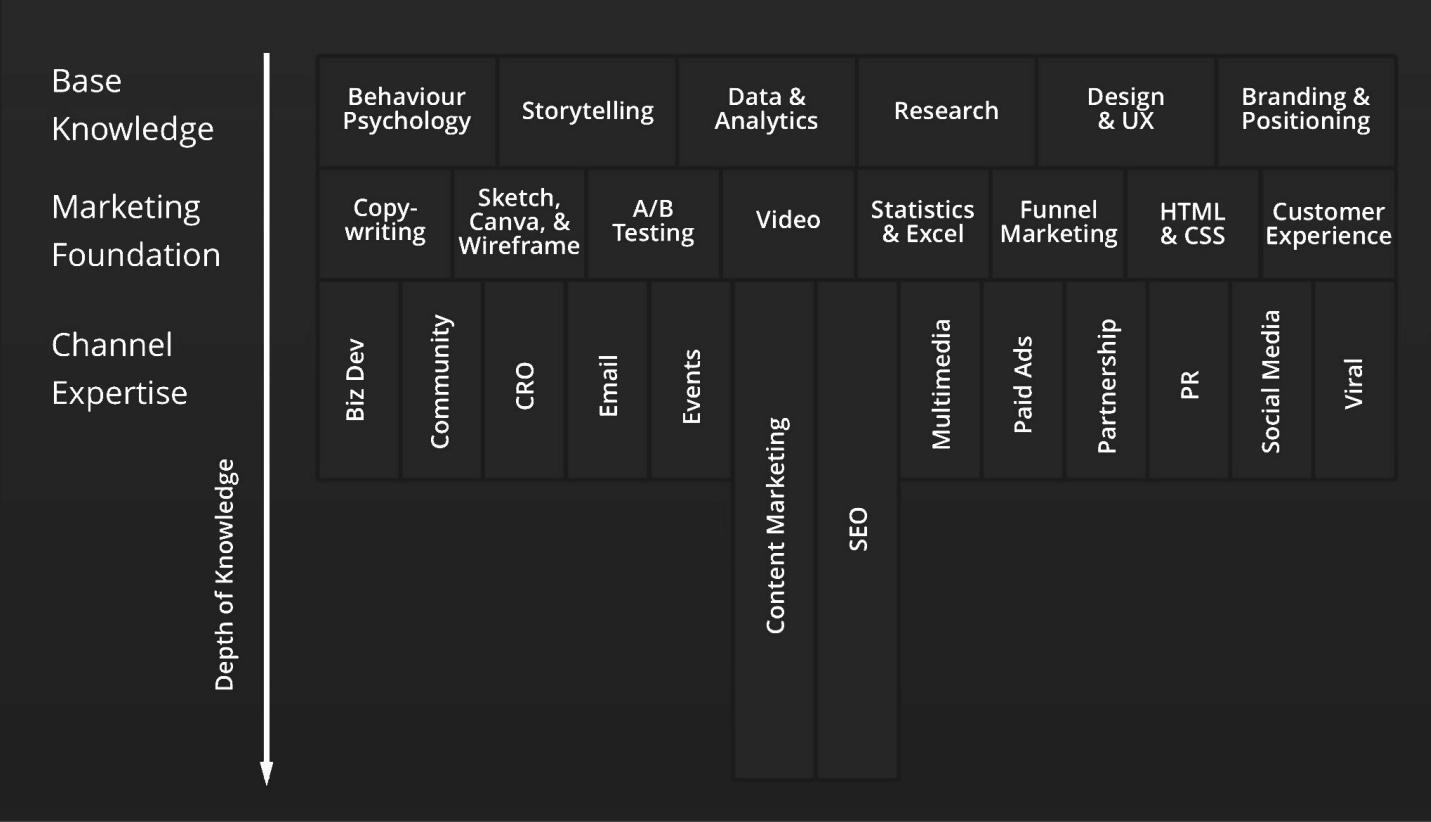 Base
Knowledge
Behaviour
Psychology
Storytelling
Data &
Analytics
Research
Design
& UX
Branding &
Positioning
Marketing
Foundation
Copy-
writing
Sketch,
Canva, &
Wireframe
A/B
Testing
Video
Statistics
& Excel
Funnel
Marketing
HTML
& CSS
Customer
Experience
Channel
Expertise
Biz Dev
Community
CRO
Email
Events
Content Marketing
SEO
Multimedia
Paid Ads
Partnership
PR
Social Media
Viral
Depth of Knowledge